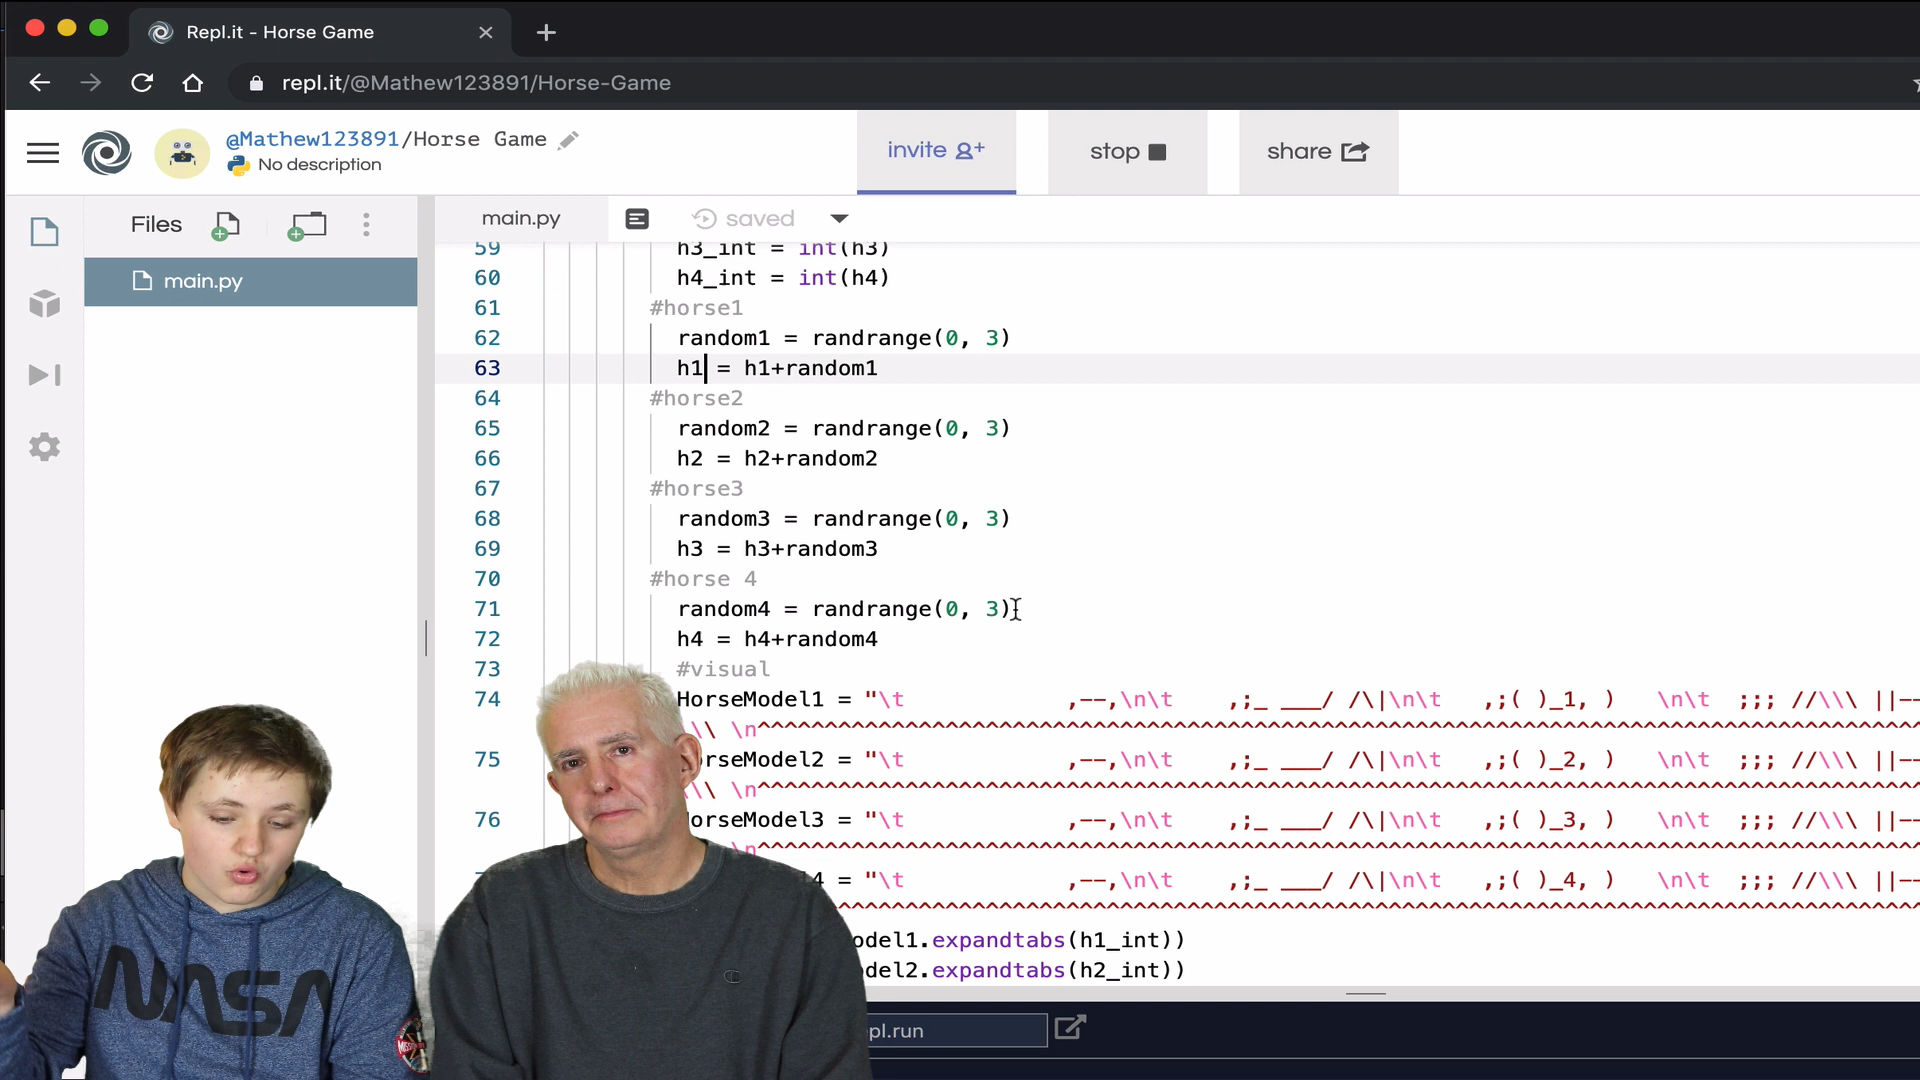 Repl.it - Horse Game
repl.it/@Mathew123891/Horse-Game
@Mathew123891/Horse Game
No description
invite
stop
share
Files
main.py
main.py
saved
59 h3_int = int(h3)
60 h4_int = int(h4)
61 #horse1
62 random1 = randrange(0, 3)
63 h1 = h1+random1
64 #horse2
65 random2 = randrange(0, 3)
66 h2 = h2+random2
67 #horse3
68 random3 = randrange(0, 3)
69 h3 = h3+random3
70 #horse 4
71 random4 = randrange(0, 3)
72 h4 = h4+random4
73 #visual
74 HorseModel1 = "\t            ,--,\n\t    ,;_ ___/ /\|\n\t   ,;( )_1, )   \n\t  ;;; //\\\ ||--
\\ \n^^^^^^^^^^^^^^^^^^^^^^^^^^^^^^^^^^^^^^^^^^^^^^^^^^^^^^^^^^^^^^^^^^^^^^^^^^^^^^^^^^^^^^
75 orseModel2 = "\t            ,--,\n\t    ,;_ ___/ /\|\n\t   ,;( )_2, )   \n\t  ;;; //\\\ ||--
\\ \n^^^^^^^^^^^^^^^^^^^^^^^^^^^^^^^^^^^^^^^^^^^^^^^^^^^^^^^^^^^^^^^^^^^^^^^^^^^^^^^^^^^^^^
76 orseModel3 = "\t            ,--,\n\t    ,;_ ___/ /\|\n\t   ,;( )_3, )   \n\t  ;;; //\\\ ||--
\n^^^^^^^^^^^^^^^^^^^^^^^^^^^^^^^^^^^^^^^^^^^^^^^^^^^^^^^^^^^^^^^^^^^^^^^^^^^^^^^^^^^^^^
4 = "\t            ,--,\n\t    ,;_ ___/ /\|\n\t   ,;( )_4, )   \n\t  ;;; //\\\ ||--
^^^^^^^^^^^^^^^^^^^^^^^^^^^^^^^^^^^^^^^^^^^^^^^^^^^^^^^^^^^^^^^^^^^^^^^^^^^^^^^^
odel1.expandtabs(h1_int))
odel2.expandtabs(h2_int))
pl.run
NASA